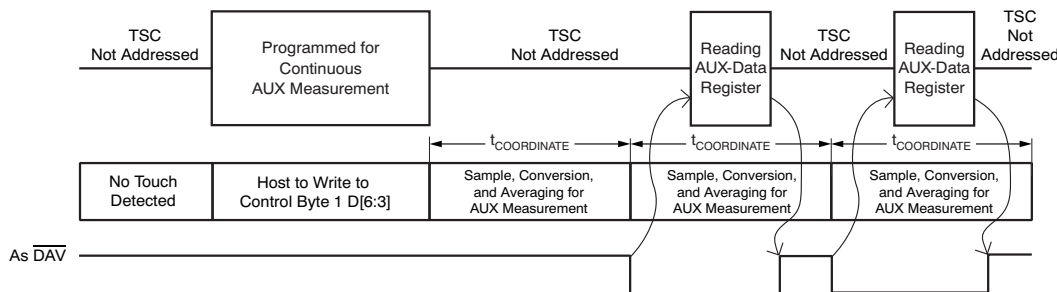 TSC
Not Addressed
Programmed for
Continuous
AUX Measurement
TSC
Not Addressed
Reading
AUX-Data
Register
TSC
Not Addressed
Reading
AUX-Data
Register
TSC
Not
Addressed
tCOORDINATE
tCOORDINATE
tCOORDINATE
No Touch
Detected
Host to Write to
Control Byte 1 D[6:3]
Sample, Conversion,
and Averaging for
AUX Measurement
Sample, Conversion,
and Averaging for
AUX Measurement
Sample, Conversion,
and Averaging for
AUX Measurement
As DAV